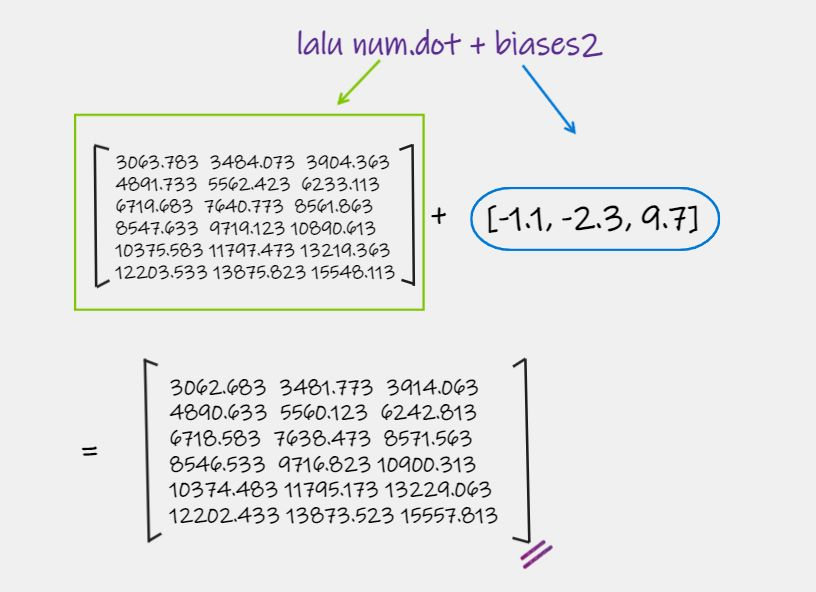 lalu num.dot + biases2
3063.783 3484.073 3904.363
4891.733 5562.423 6233.113
6719.683 7640.773 8561.863
8547.633 9719.123 10890.613
10375.583 11797.473 13219.363
12203.533 13875.823 15548.113
+ [-1.1, -2.3, 9.7]
=
3062.683 3481.773 3914.063
4890.633 5560.123 6242.813
6718.583 7638.473 8571.563
8546.533 9716.823 10900.313
10374.483 11795.173 13229.063
12202.433 13873.523 15557.813